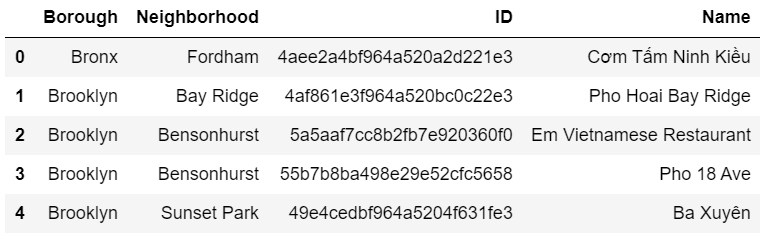 Borough Neighborhood ID Name
0 Bronx Fordham 4aee2a4bf964a520a2d221e3 Cơm Tấm Ninh Kiều
1 Brooklyn Bay Ridge 4af861e3f964a520bc0c22e3 Pho Hoai Bay Ridge
2 Brooklyn Bensonhurst 5a5aaf7cc8b2fb7e920360f0 Em Vietnamese Restaurant
3 Brooklyn Bensonhurst 55b7b8ba498e29e52cfc5658 Pho 18 Ave
4 Brooklyn Sunset Park 49e4cedbf964a5204f631fe3 Ba Xuyên